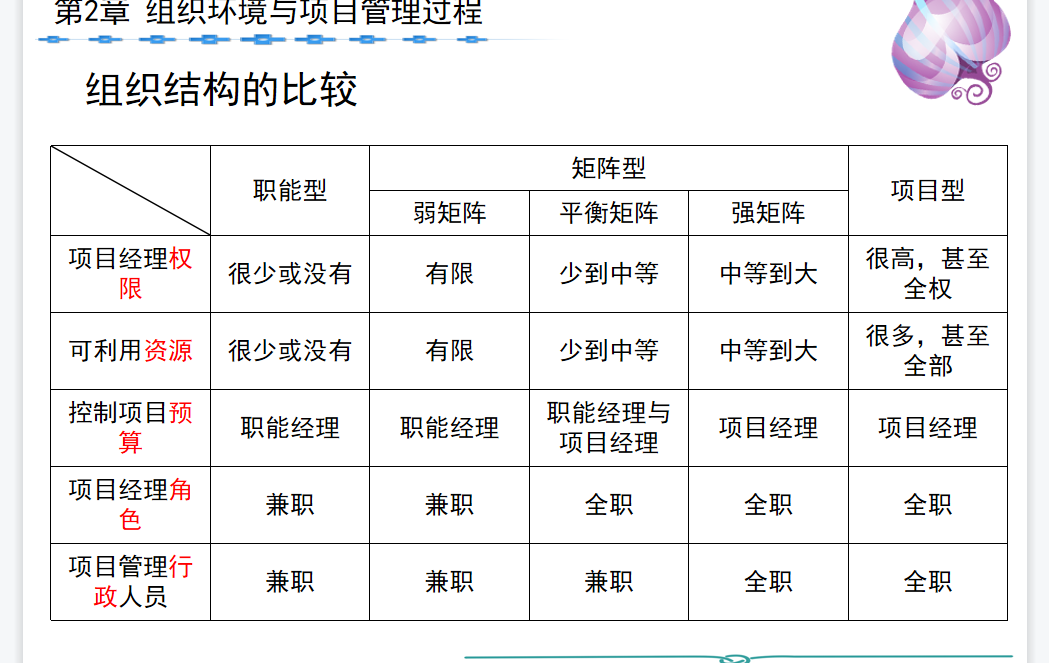 第2章 组织环境与项目管理过程
组织结构的比较
职能型
矩阵型
项目型
弱矩阵
平衡矩阵
强矩阵
项目经理权
限
很少或没有
有限
少到中等
中等到大
很高，甚至
全权
可利用资源
很少或没有
有限
少到中等
中等到大
很多，甚至
全部
控制项目预
算
职能经理
职能经理
职能经理与
项目经理
项目经理
项目经理
项目经理角
色
兼职
兼职
全职
全职
全职
项目管理行
政人员
兼职
兼职
兼职
全职
全职